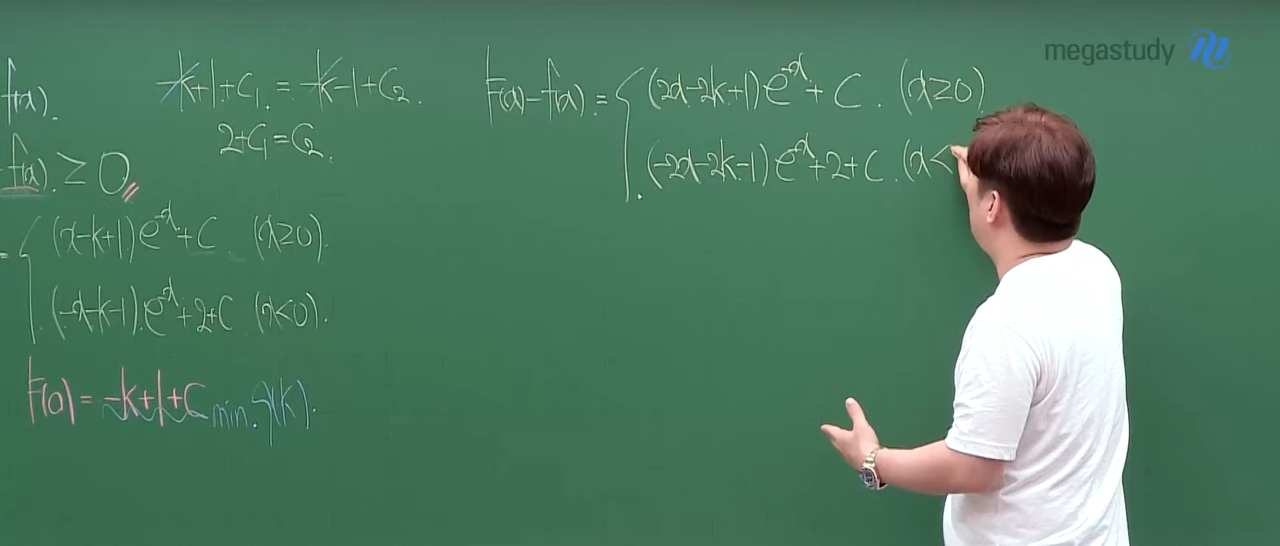 f(x).
-k+1+C₁ = -k-1+C₂.
2+C₁=C₂.
f(x) ≥ 0
= { (x-k+1)e^{-x}+C (x≥0).
(-x-k-1)e^{-x}+2+C (x<0).
F(0) = -k+1+C min. g(k).
F(x)-f(x) = { (2x-2k+1)e^{-x}+C. (x≥0)
(-2x-2k-1)e^{-x}+2+C. (x<
megastudy